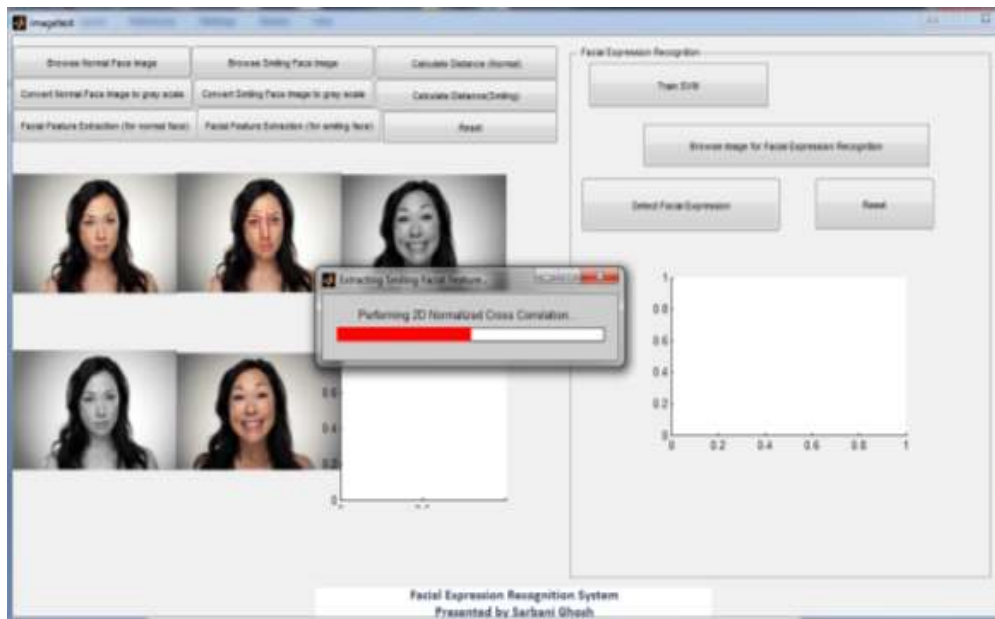 imagetest
Browse Normal Face Image
Browse Smiling Face Image
Calculate Distance (Normal)
Convert Normal Face Image to gray scale
Convert Smiling Face Image to gray scale
Calculate Distance(Smiling)
Facial Feature Extraction (for normal face)
Facial Feature Extraction (for smiling face)
Reset
Facial Expression Recognition
Train SVM
Browse Image for Facial Expression Recognition
Detect Facial Expression
Reset
Extracting Smiling Facial Feature...
Performing 2D Normalized Cross Correlation...
1
0.8
0.6
0.4
0.2
0
0 0.2 0.4 0.6 0.8 1
0.6
0.4
0.2
0
Facial Expression Recognition System
Presented by Sarbani Ghosh